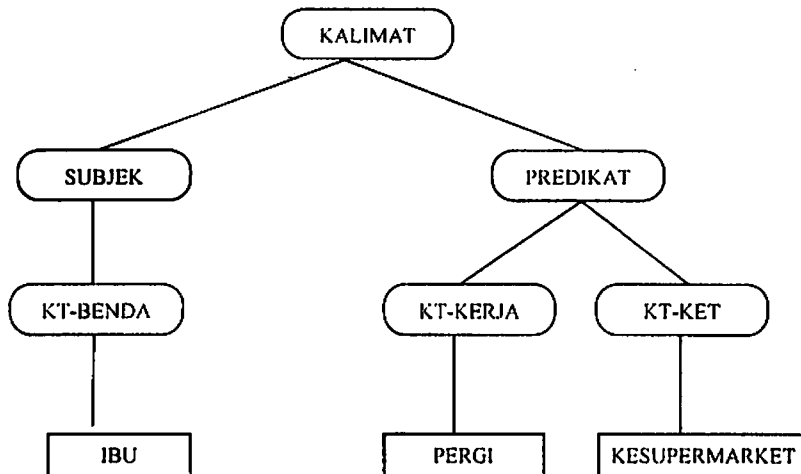 KALIMAT
SUBJEK
PREDIKAT
KT-BENDA
KT-KERJA
KT-KET
IBU
PERGI
KESUPERMARKET